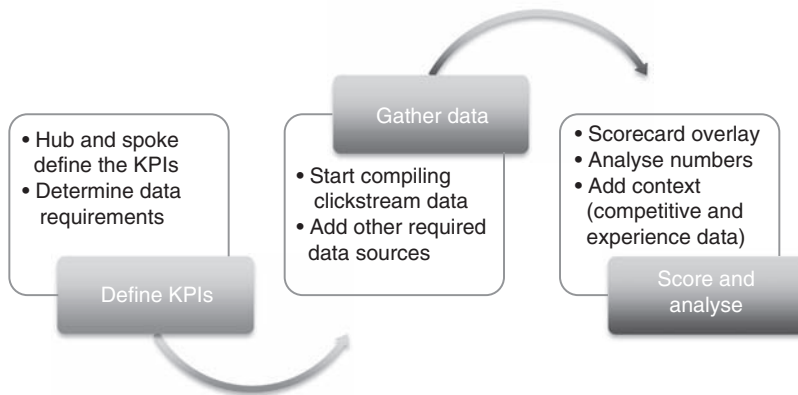 • Hub and spoke
define the KPIs
• Determine data
requirements
Define KPIs
Gather data
• Start compiling
clickstream data
• Add other required
data sources
• Scorecard overlay
• Analyse numbers
• Add context
(competitive and
experience data)
Score and
analyse